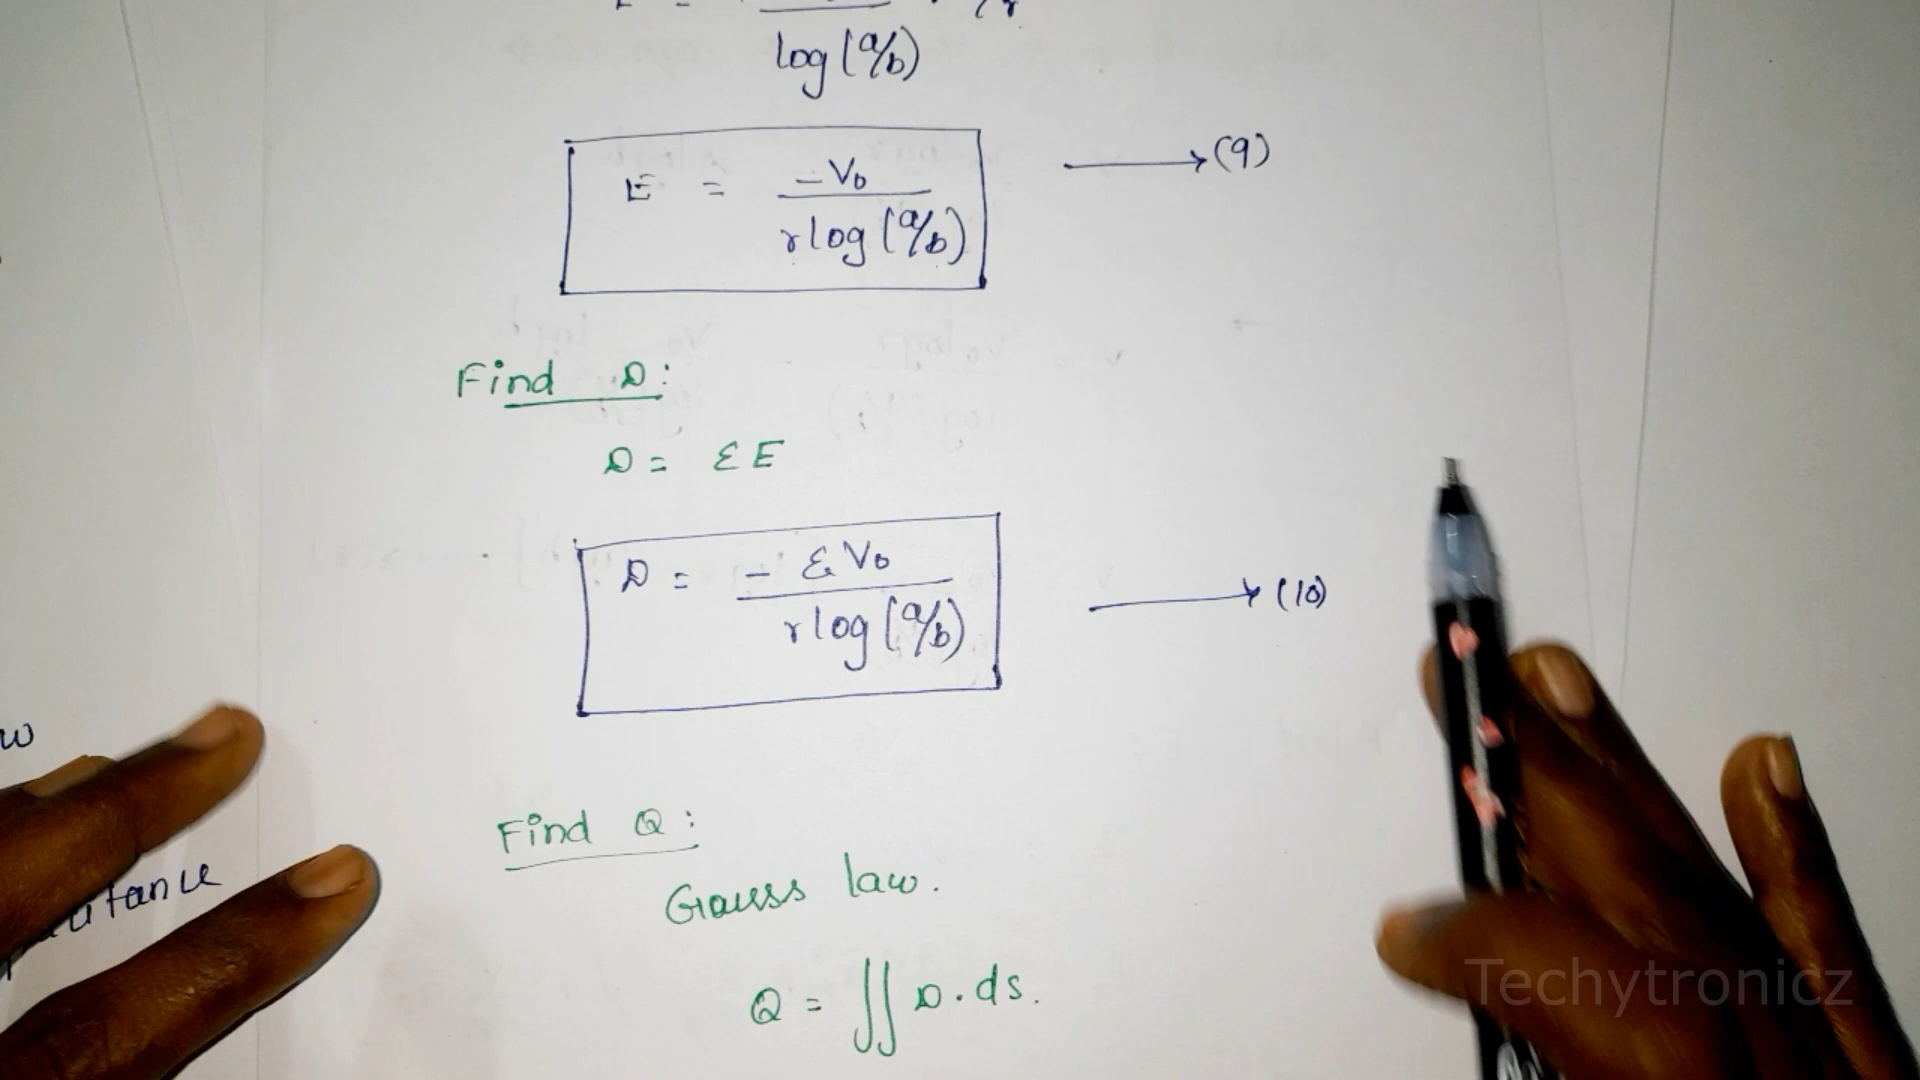 log (a/b)
E = -V0 / r log (a/b) → (9)
Find D:
D = εE
D = - εV0 / r log (a/b) → (10)
Find Q:
Gauss law.
Q = ∬ D. ds.
Techytronicz